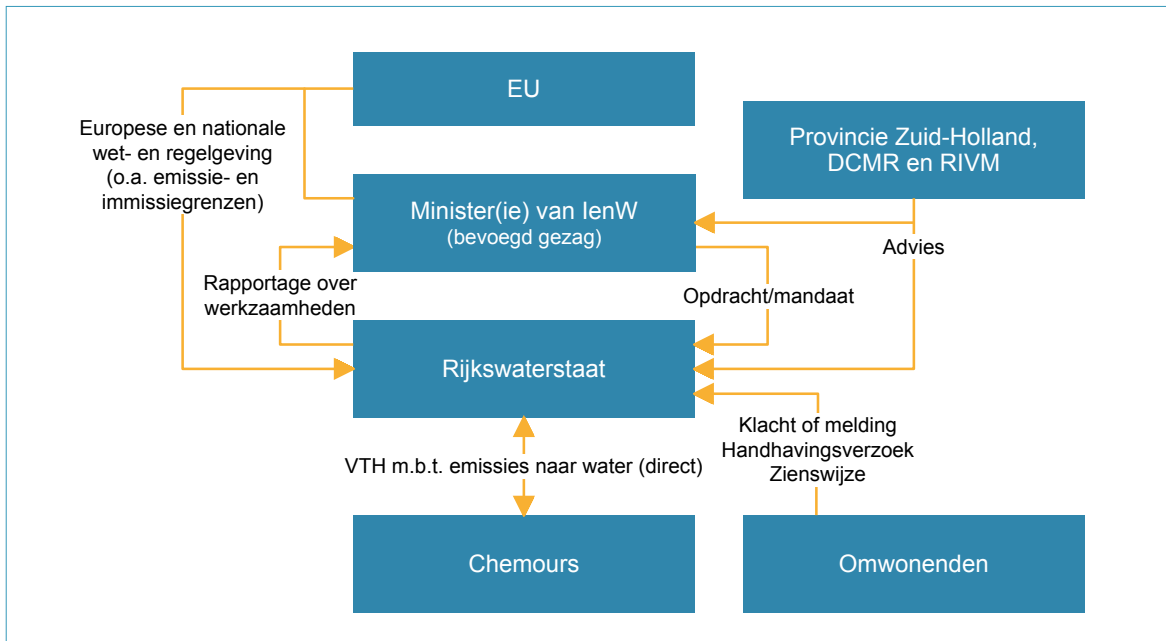 EU
Europese en nationale
wet- en regelgeving
(o.a. emissie- en
immissiegrenzen)
Provincie Zuid-Holland,
DCMR en RIVM
Minister(ie) van IenW
(bevoegd gezag)
Advies
Rapportage over
werkzaamheden
Opdracht/mandaat
Rijkswaterstaat
Klacht of melding
Handhavingsverzoek
Zienswijze
VTH m.b.t. emissies naar water (direct)
Chemours
Omwonenden